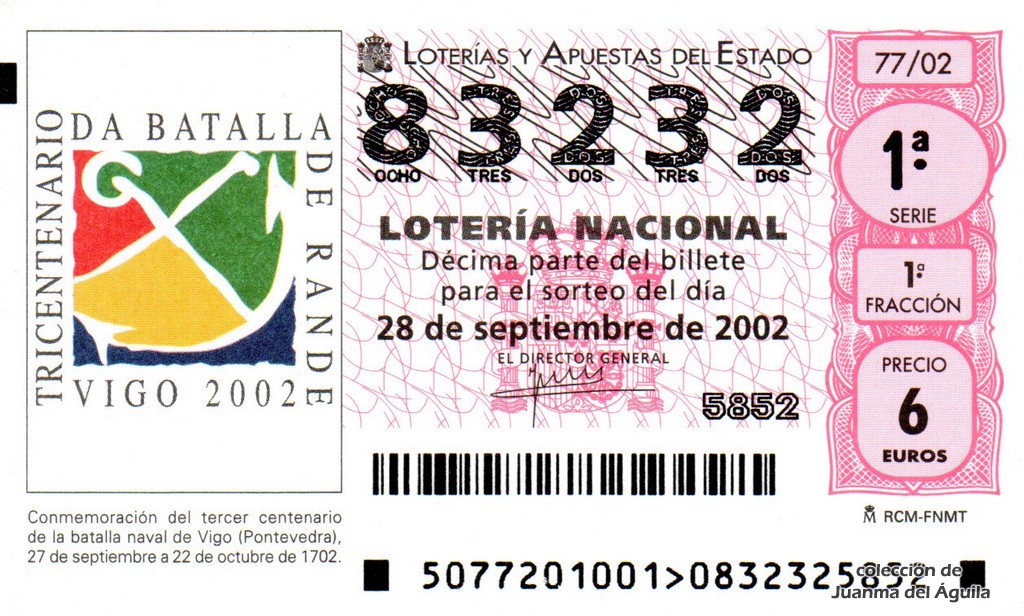 TRICENTENARIO
DA BATALLA
DE RANDE
VIGO 2002
Conmemoración del tercer centenario
de la batalla naval de Vigo (Pontevedra),
27 de septiembre a 22 de octubre de 1702.
LOTERÍAS Y APUESTAS DEL ESTADO
83232
OCHO TRES DOS TRES DOS
LOTERÍA NACIONAL
Décima parte del billete
para el sorteo del día
28 de septiembre de 2002
EL DIRECTOR GENERAL
5852
77/02
1ª
SERIE
1ª
FRACCIÓN
PRECIO
6
EUROS
RCM-FNMT
5077201001>0832325852
colección de
Juanma del Águila